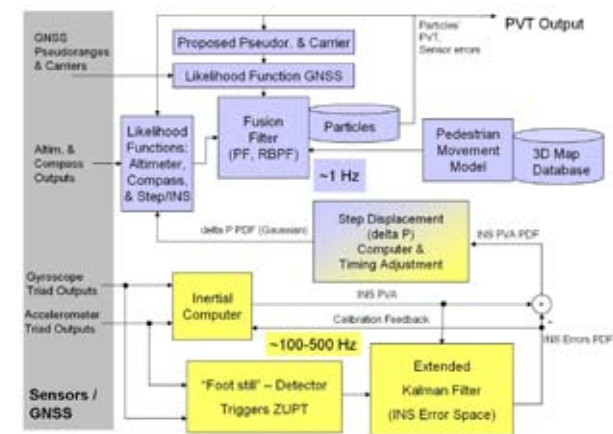 GNSS
Pseudoranges
& Carriers
Altim. &
Compass
Outputs
Gyroscope
Triad Outputs
Accelerometer
Triad Outputs
Sensors /
GNSS
Proposed Pseudor. & Carrier
Likelihood Function GNSS
Likelihood
Functions:
Altimeter,
Compass,
& Step/INS
Fusion
Filter
(PF, RBPF)
Particles
Particles
PVT,
Sensor errors
PVT Output
~1 Hz
Pedestrian
Movement
Model
3D Map
Database
delta P PDF (Gaussian)
Step Displacement
(delta P)
Computer &
Timing Adjustment
INS PVA PDF
Inertial
Computer
INS PVA
Calibration Feedback
-
INS Errors PDF
~100-500 Hz
"Foot still" – Detector
Triggers ZUPT
Extended
Kalman Filter
(INS Error Space)